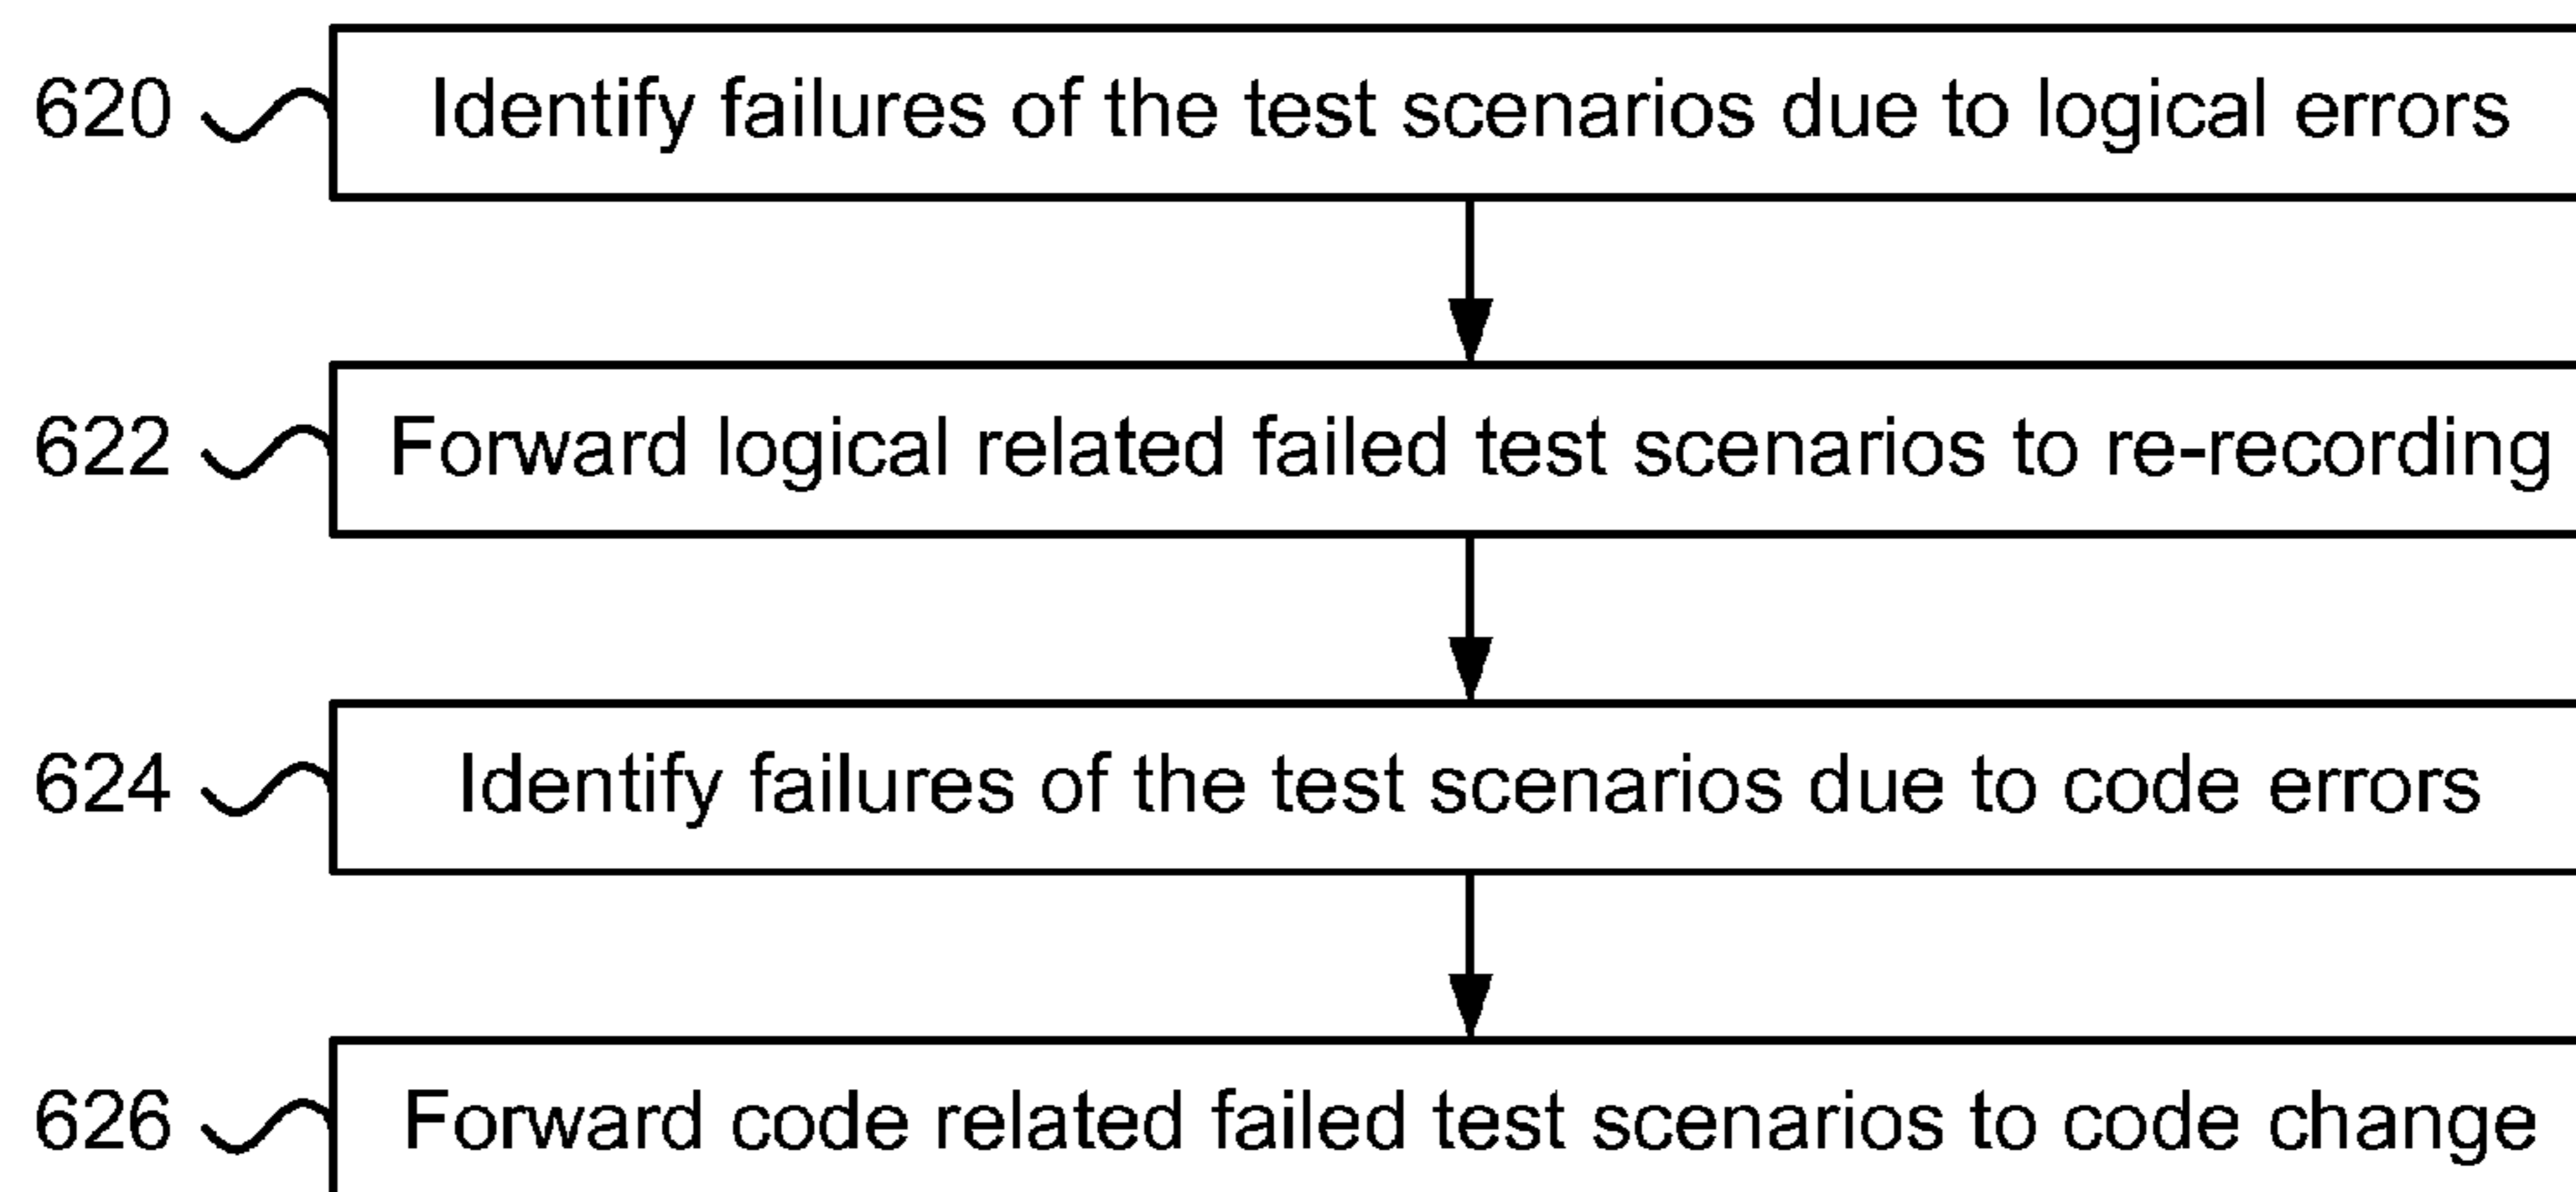 620 Identify failures of the test scenarios due to logical errors
622 Forward logical related failed test scenarios to re-recording
624 Identify failures of the test scenarios due to code errors
626 Forward code related failed test scenarios to code change